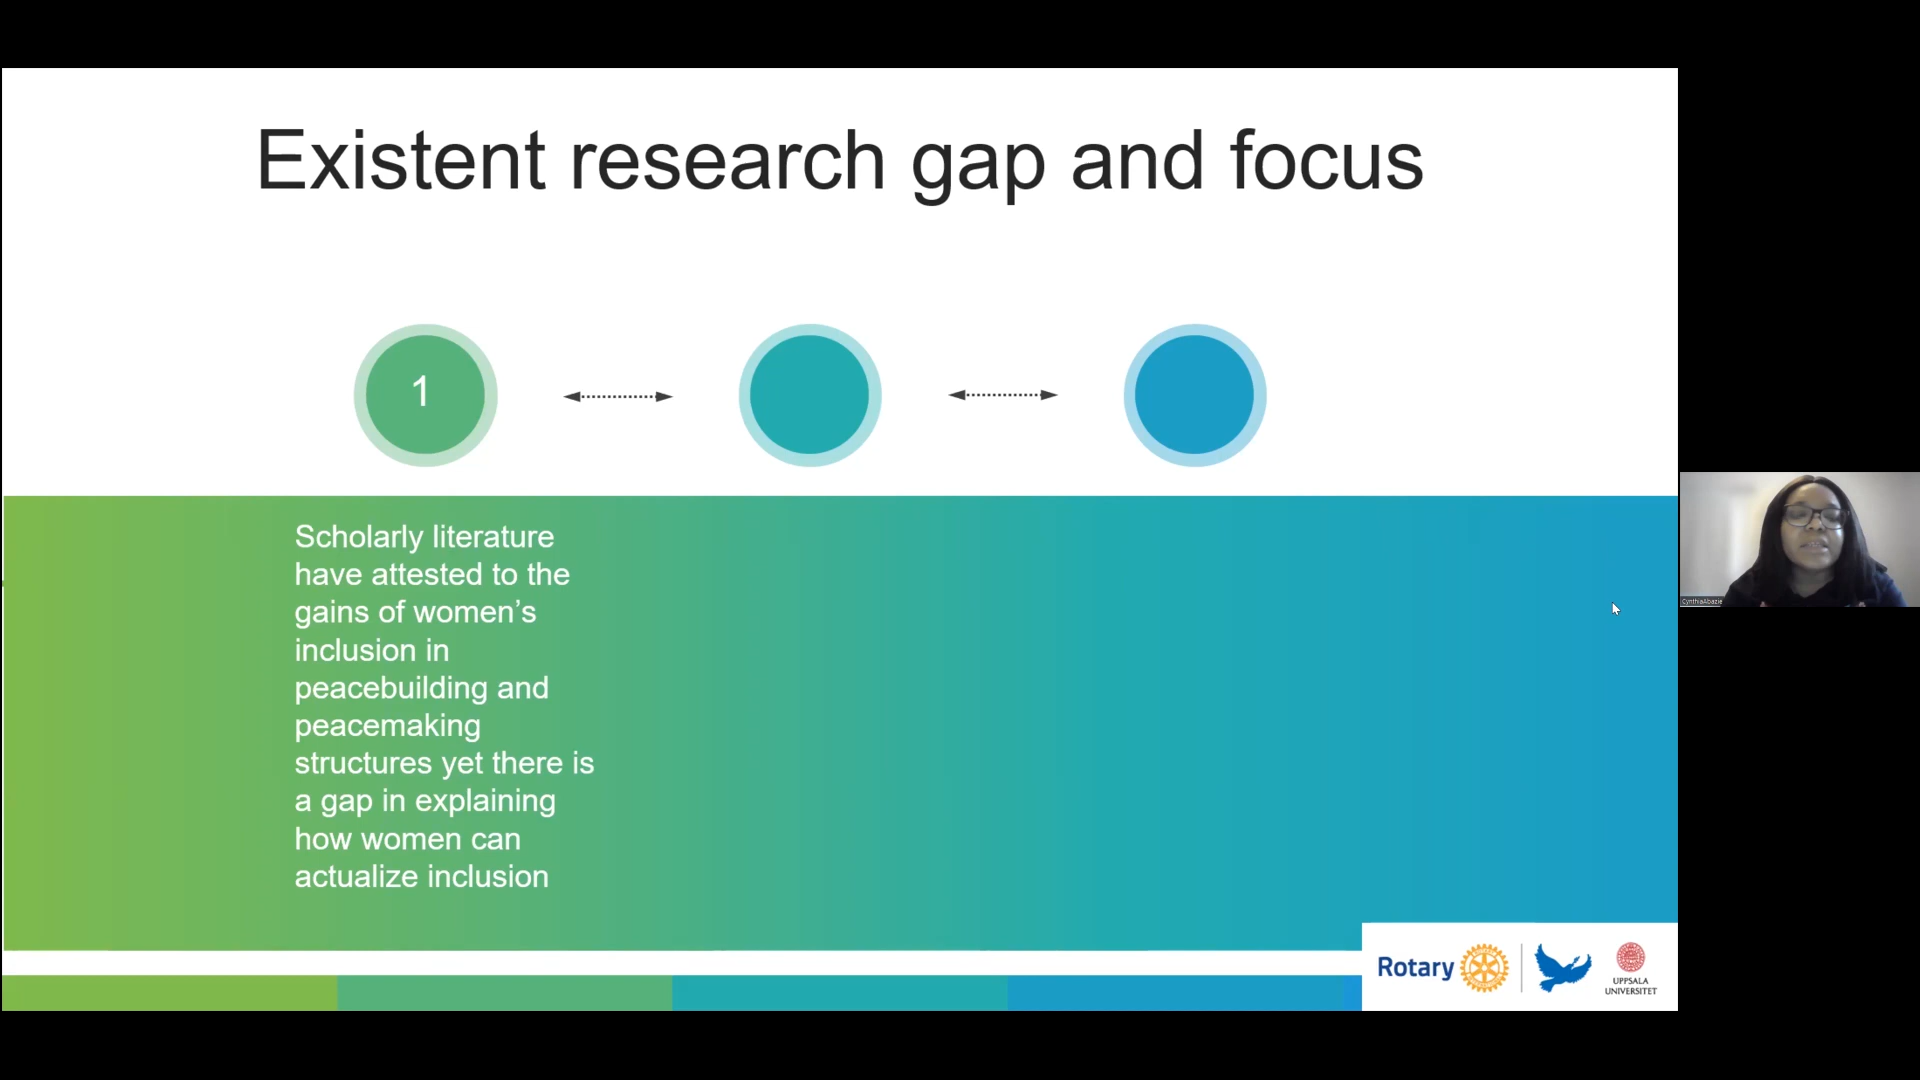 Existent research gap and focus
1
Scholarly literature
have attested to the
gains of women’s
inclusion in
peacebuilding and
peacemaking
structures yet there is
a gap in explaining
how women can
actualize inclusion
Rotary
UPPSALA
UNIVERSITET
CynthiaAbazie